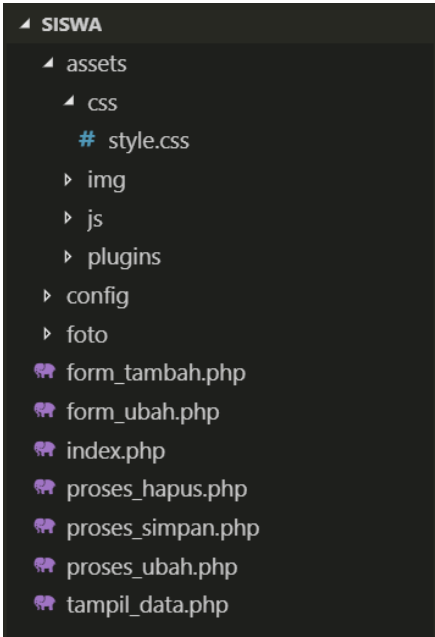 SISWA
assets
css
# style.css
img
js
plugins
config
foto
form_tambah.php
form_ubah.php
index.php
proses_hapus.php
proses_simpan.php
proses_ubah.php
tampil_data.php